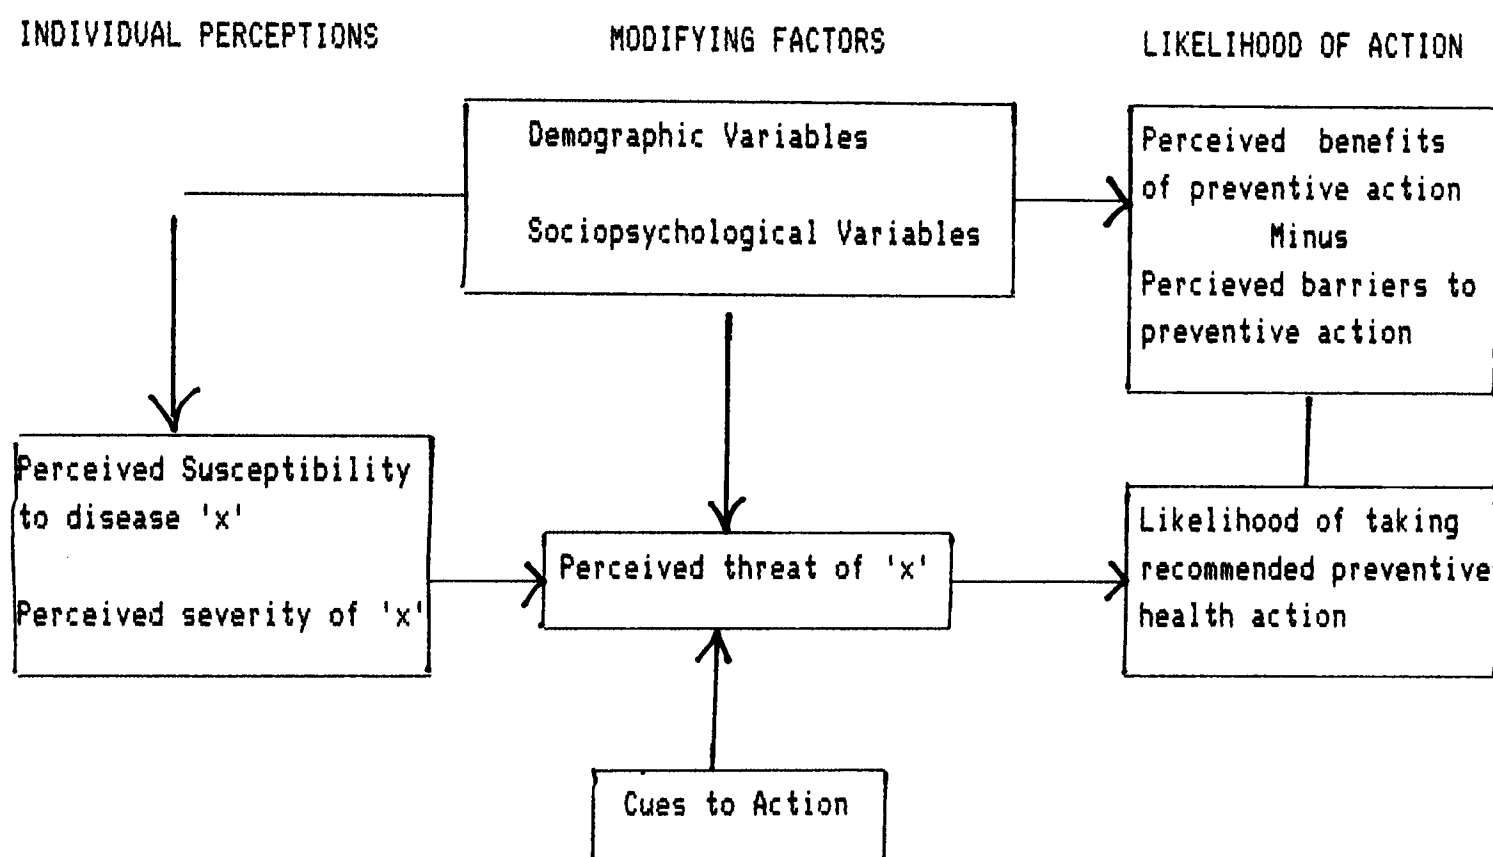 INDIVIDUAL PERCEPTIONS
MODIFYING FACTORS
LIKELIHOOD OF ACTION
Demographic Variables
Sociopsychological Variables
Perceived benefits
of preventive action
Minus
Percieved barriers to
preventive action
Perceived Susceptibility
to disease 'x'
Perceived severity of 'x'
Perceived threat of 'x'
Likelihood of taking
recommended preventive
health action
Cues to Action